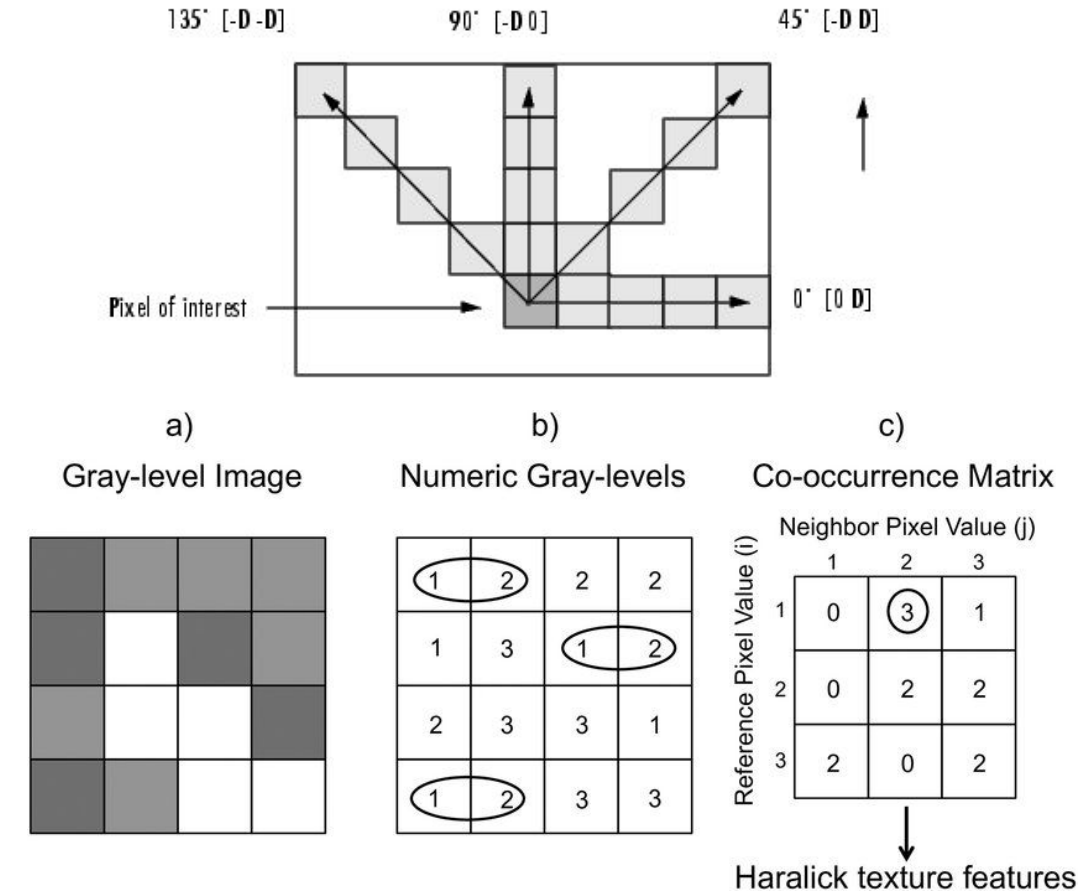 135° [-D -D] 90° [-D 0] 45° [-D D]
Pixel of interest
0° [0 D]
a) b) c)
Gray-level Image Numeric Gray-levels Co-occurrence Matrix
Neighbor Pixel Value (j)
Reference Pixel Value (i)
1 2 3
1 2 2 2
1 3 1 2
2 3 3 1
1 2 3 3
1 0 3 1
2 0 2 2
3 2 0 2
Haralick texture features